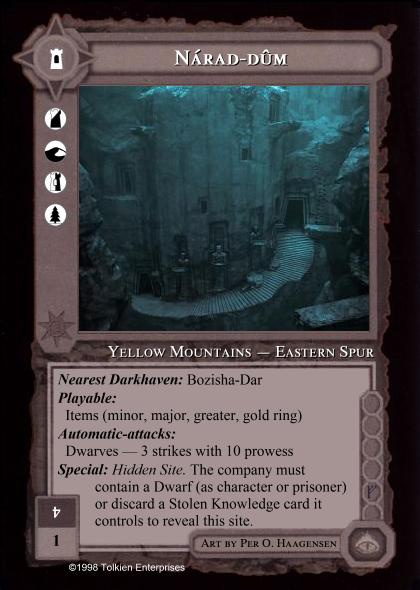 NÁRAD-DÛM
YELLOW MOUNTAINS — EASTERN SPUR
Nearest Darkhaven: Bozisha-Dar
Playable:
Items (minor, major, greater, gold ring)
Automatic-attacks:
Dwarves — 3 strikes with 10 prowess
Special: Hidden Site. The company must
contain a Dwarf (as character or prisoner)
or discard a Stolen Knowledge card it
controls to reveal this site.
4
1
ART BY PER O. HAAGENSEN
©1998 Tolkien Enterprises